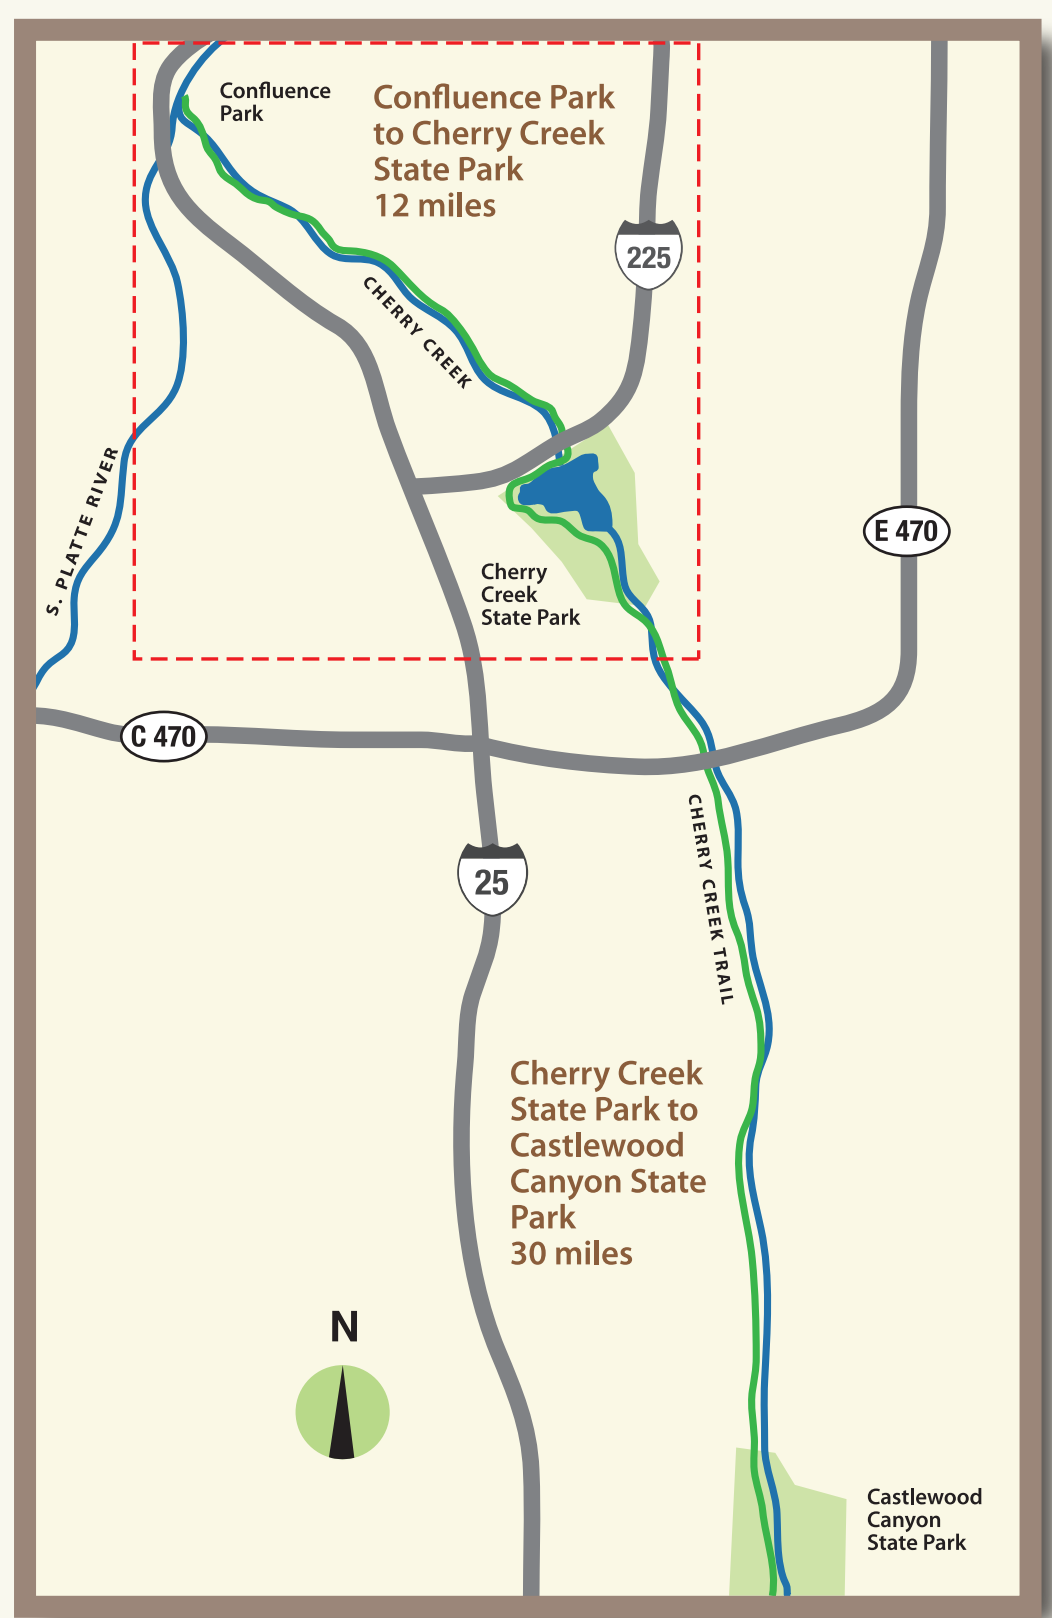 Confluence
Park
Confluence Park
to Cherry Creek
State Park
12 miles
225
CHERRY CREEK
S. PLATTE RIVER
E 470
Cherry
Creek
State Park
C 470
CHERRY CREEK TRAIL
25
Cherry Creek
State Park to
Castlewood
Canyon State
Park
30 miles
N
Castlewood
Canyon
State Park